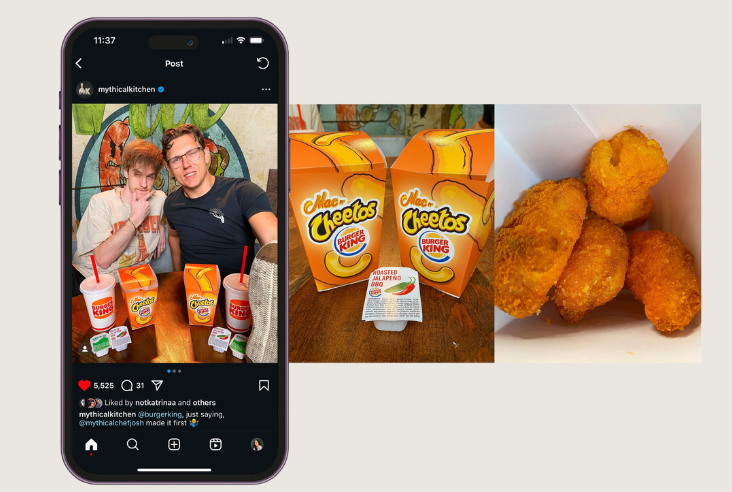 11:37
Post
mythicalkitchen
BURGER
KING
Cheetos
BURGER
KING
5,525
31
Liked by notkatrinaa and others
mythicalkitchen @burgerking, just saying,
@mythicalchefjosh made it first
Mac n'
Cheetos
BURGER
KING
Mac n'
Cheetos
BURGER
KING
ROASTED
JALAPEÑO
BBQ